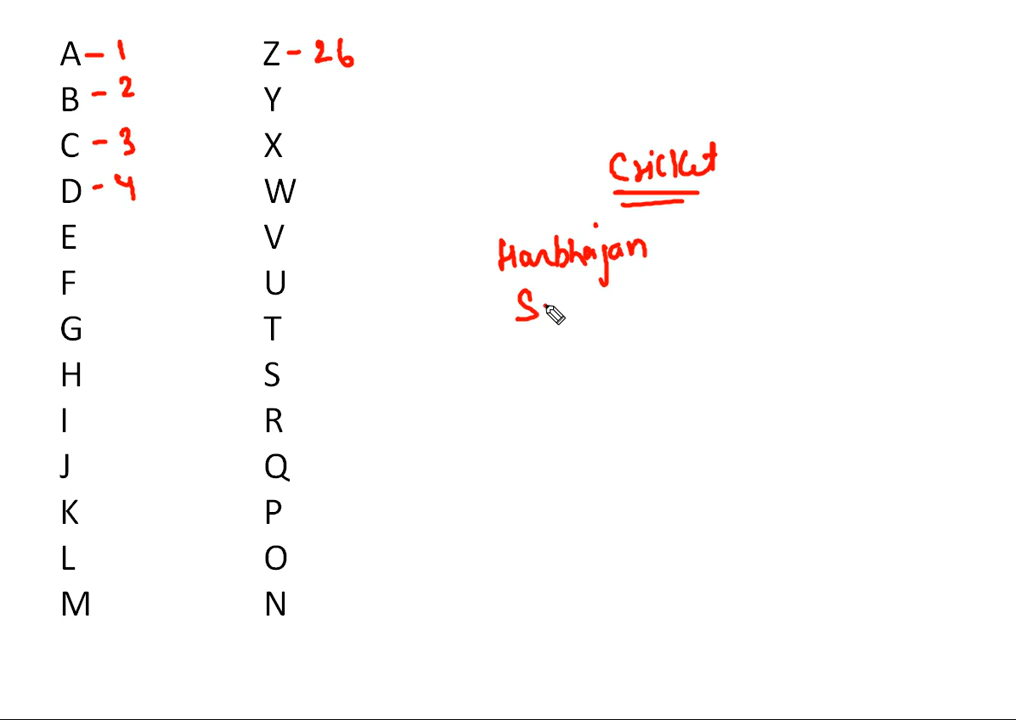 A - 1 Z - 26
B - 2 Y
C - 3 X
D - 4 W
E V
F U
G T
H S
I R
J Q
K P
L O
M N
Cricket
Harbhajan
S